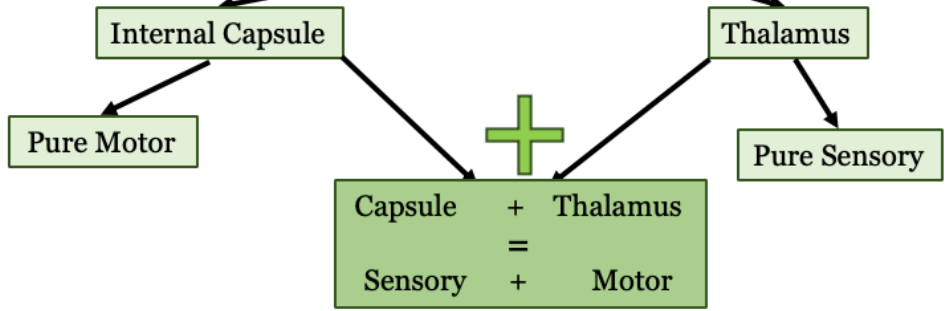 Internal Capsule
Thalamus
Pure Motor
Pure Sensory
Capsule + Thalamus
=
Sensory + Motor